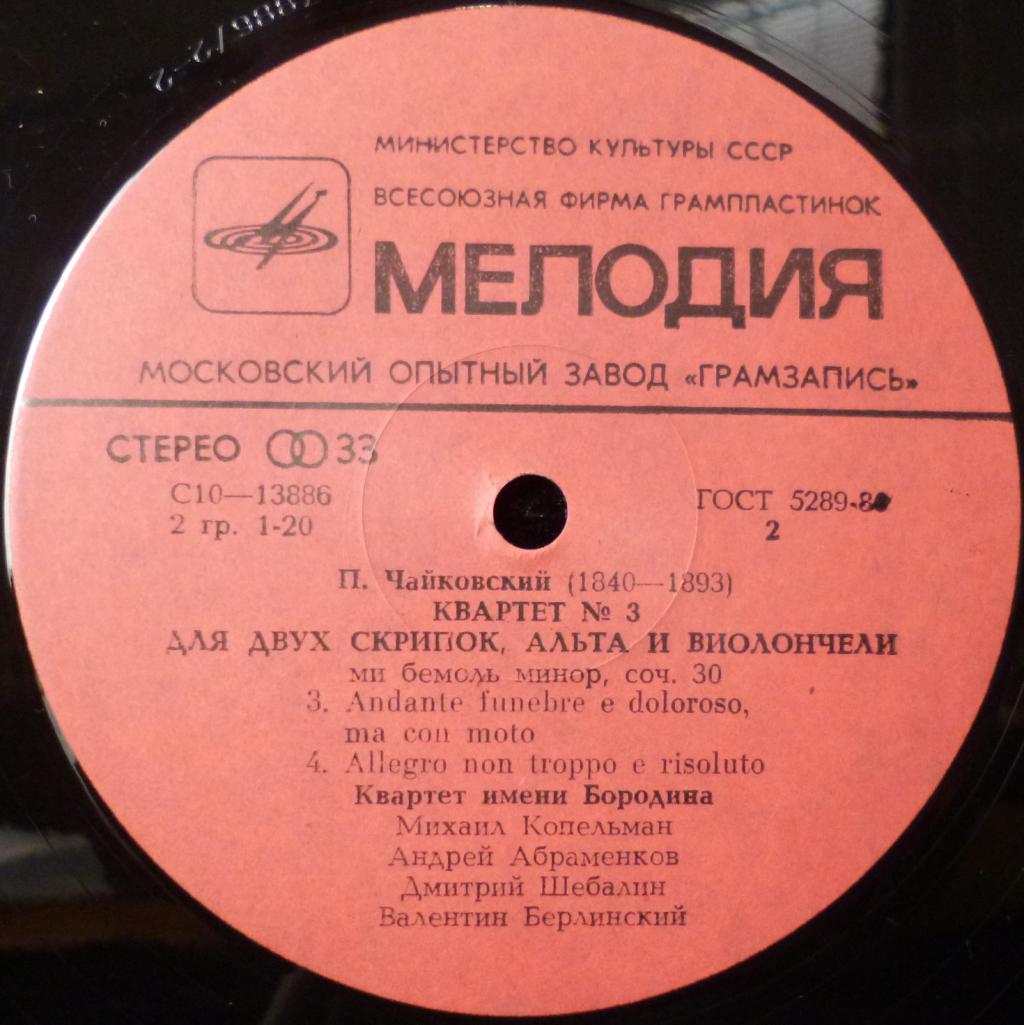 МИНИСТЕРСТВО КУЛЬТУРЫ СССР
ВСЕСОЮЗНАЯ ФИРМА ГРАМПЛАСТИНОК
МЕЛОДИЯ
МОСКОВСКИЙ ОПЫТНЫЙ ЗАВОД «ГРАМЗАПИСЬ»
СТЕРЕО 33
С10—13886
2 гр. 1-20
ГОСТ
2
П. Чайковский (1840—1893)
КВАРТЕТ № 3
ДЛЯ ДВУХ СКРИПОК, АЛЬТА И ВИОЛОНЧЕЛИ
ми бемоль минор, соч. 30
3. Andante funebre e doloroso,
ma con moto
4. Allegro non troppo e risoluto
Квартет имени Бородина
Михаил Копельман
Андрей Абраменков
Дмитрий Шебалин
Валентин Берлинский